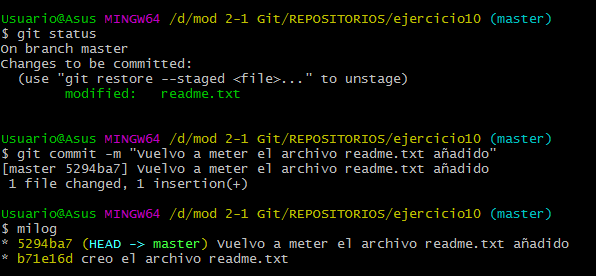 Usuario@Asus MINGW64 /d/mod 2-1 Git/REPOSITORIOS/ejercicio10 (master)
$ git status
On branch master
Changes to be committed:
  (use "git restore --staged <file>..." to unstage)
        modified:   readme.txt

Usuario@Asus MINGW64 /d/mod 2-1 Git/REPOSITORIOS/ejercicio10 (master)
$ git commit -m "Vuelvo a meter el archivo readme.txt añadido"
[master 5294ba7] Vuelvo a meter el archivo readme.txt añadido
 1 file changed, 1 insertion(+)

Usuario@Asus MINGW64 /d/mod 2-1 Git/REPOSITORIOS/ejercicio10 (master)
$ milog
* 5294ba7 (HEAD -> master) Vuelvo a meter el archivo readme.txt añadido
* b71e16d creo el archivo readme.txt